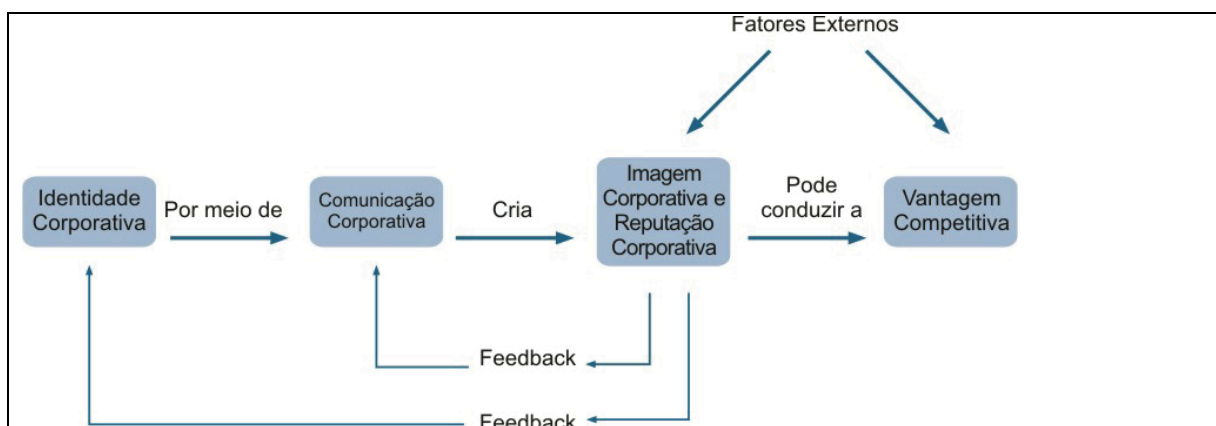 Fatores Externos
Identidade
Corporativa
Por meio de
Comunicação
Corporativa
Cria
Imagem
Corporativa e
Reputação
Corporativa
Pode
conduzir a
Vantagem
Competitiva
Feedback
Feedback